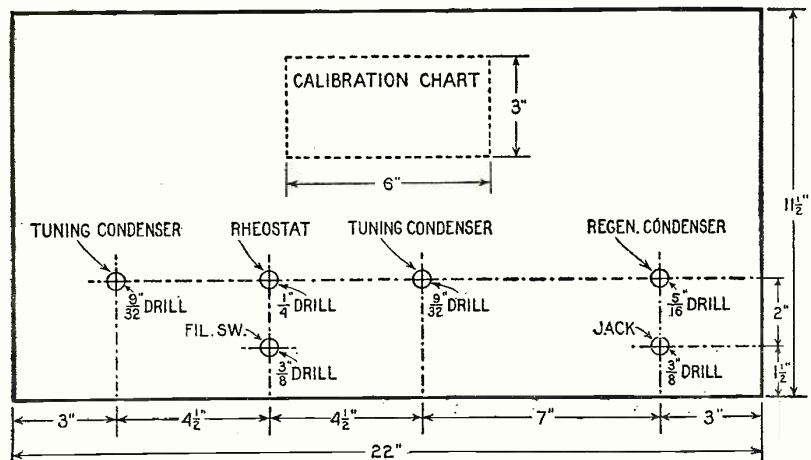 CALIBRATION CHART
3"
6"
11½"
TUNING CONDENSER
RHEOSTAT
TUNING CONDENSER
REGEN. CONDENSER
9/32" DRILL
1/4" DRILL
9/32" DRILL
5/16" DRILL
2"
FIL. SW.
JACK
3/8" DRILL
3/8" DRILL
1½"
3"
4½"
4½"
7"
3"
22"